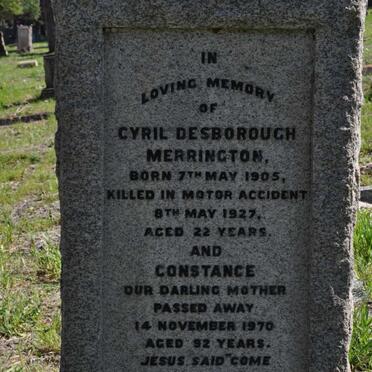 IN
LOVING MEMORY
OF
CYRIL DESBOROUGH
MERRINGTON,
BORN 7TH MAY 1905,
KILLED IN MOTOR ACCIDENT
8TH MAY 1927,
AGED 22 YEARS.
AND
CONSTANCE
OUR DARLING MOTHER
PASSED AWAY
14 NOVEMBER 1970
AGED 92 YEARS.
JESUS SAID "COME